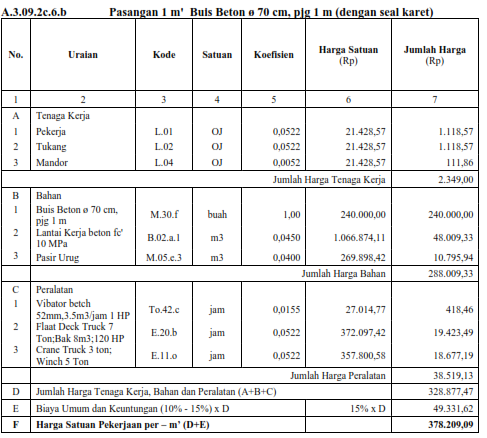 A.3.09.2c.6.b Pasangan 1 m' Buis Beton ø 70 cm, pjg 1 m (dengan seal karet)
No. Uraian Kode Satuan Koefisien Harga Satuan (Rp) Jumlah Harga (Rp)
1 2 3 4 5 6 7
A Tenaga Kerja
1 Pekerja L.01 OJ 0,0522 21.428,57 1.118,57
2 Tukang L.02 OJ 0,0522 21.428,57 1.118,57
3 Mandor L.04 OJ 0,0052 21.428,57 111,86
Jumlah Harga Tenaga Kerja 2.349,00
B Bahan
1 Buis Beton ø 70 cm, pjg 1 m M.30.f buah 1,00 240.000,00 240.000,00
2 Lantai Kerja beton fc' 10 MPa B.02.a.1 m3 0,0450 1.066.874,11 48.009,33
3 Pasir Urug M.05.e.3 m3 0,0400 269.898,42 10.795,94
Jumlah Harga Bahan 288.009,33
C Peralatan
1 Vibator betch 52mm,3.5m3/jam 1 HP To.42.c jam 0,0155 27.014,77 418,46
2 Flaat Deck Truck 7 Ton;Bak 8m3;120 HP E.20.b jam 0,0522 372.097,42 19.423,49
3 Crane Truck 3 ton; Winch 5 Ton E.11.o jam 0,0522 357.800,58 18.677,19
Jumlah Harga Peralatan 38.519,13
D Jumlah Harga Tenaga Kerja, Bahan dan Peralatan (A+B+C) 328.877,47
E Biaya Umum dan Keuntungan (10% - 15%) x D 15% x D 49.331,62
F Harga Satuan Pekerjaan per – m' (D+E) 378.209,09